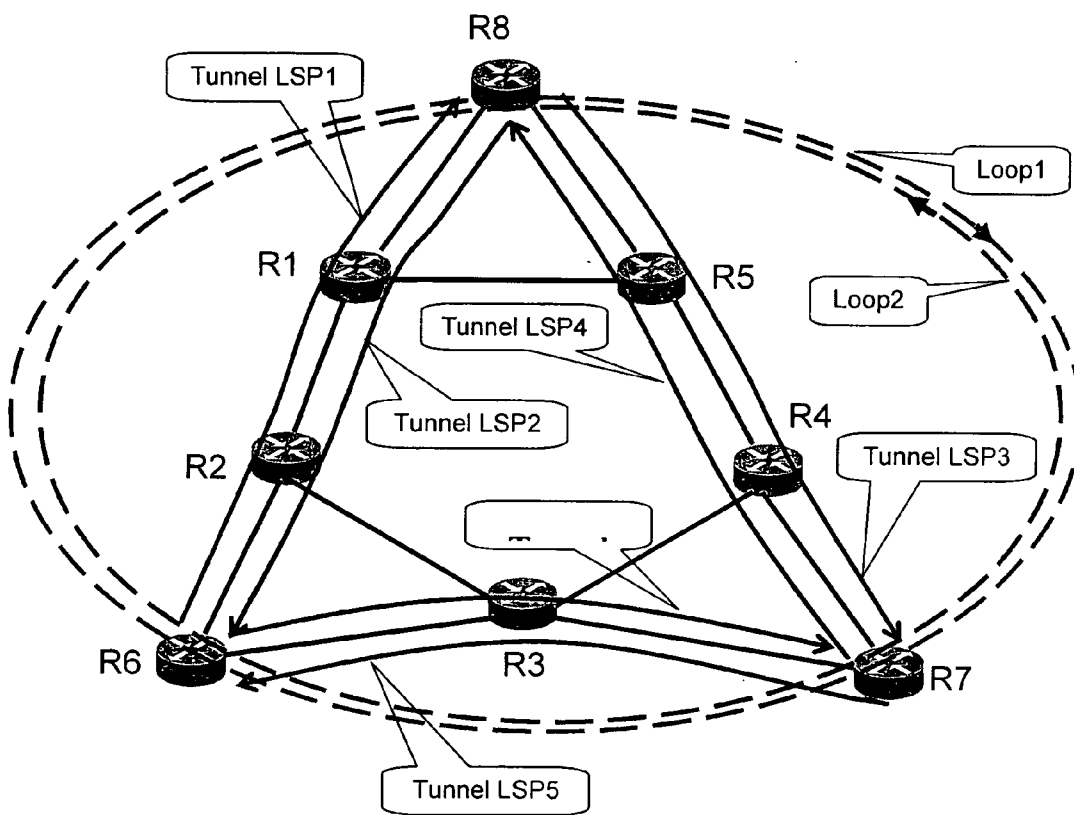 R8
Tunnel LSP1
Loop1
R1
R5
Loop2
Tunnel LSP4
Tunnel LSP2
R4
R2
Tunnel LSP3
R6
R3
R7
Tunnel LSP5